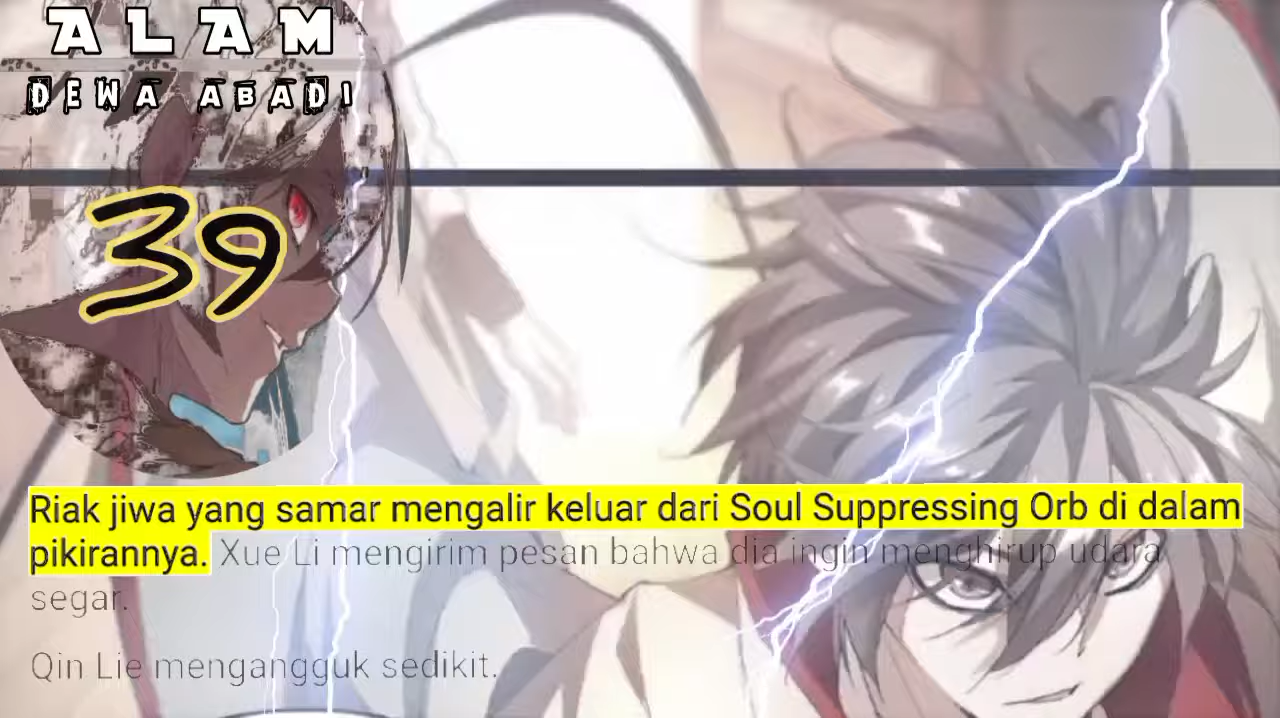 ALAM
DEWA ABADI
39
Riak jiwa yang samar mengalir keluar dari Soul Suppressing Orb di dalam
pikirannya. Xue Li mengirim pesan bahwa dia ingin menghirup udara
segar.
Qin Lie mengangguk sedikit.